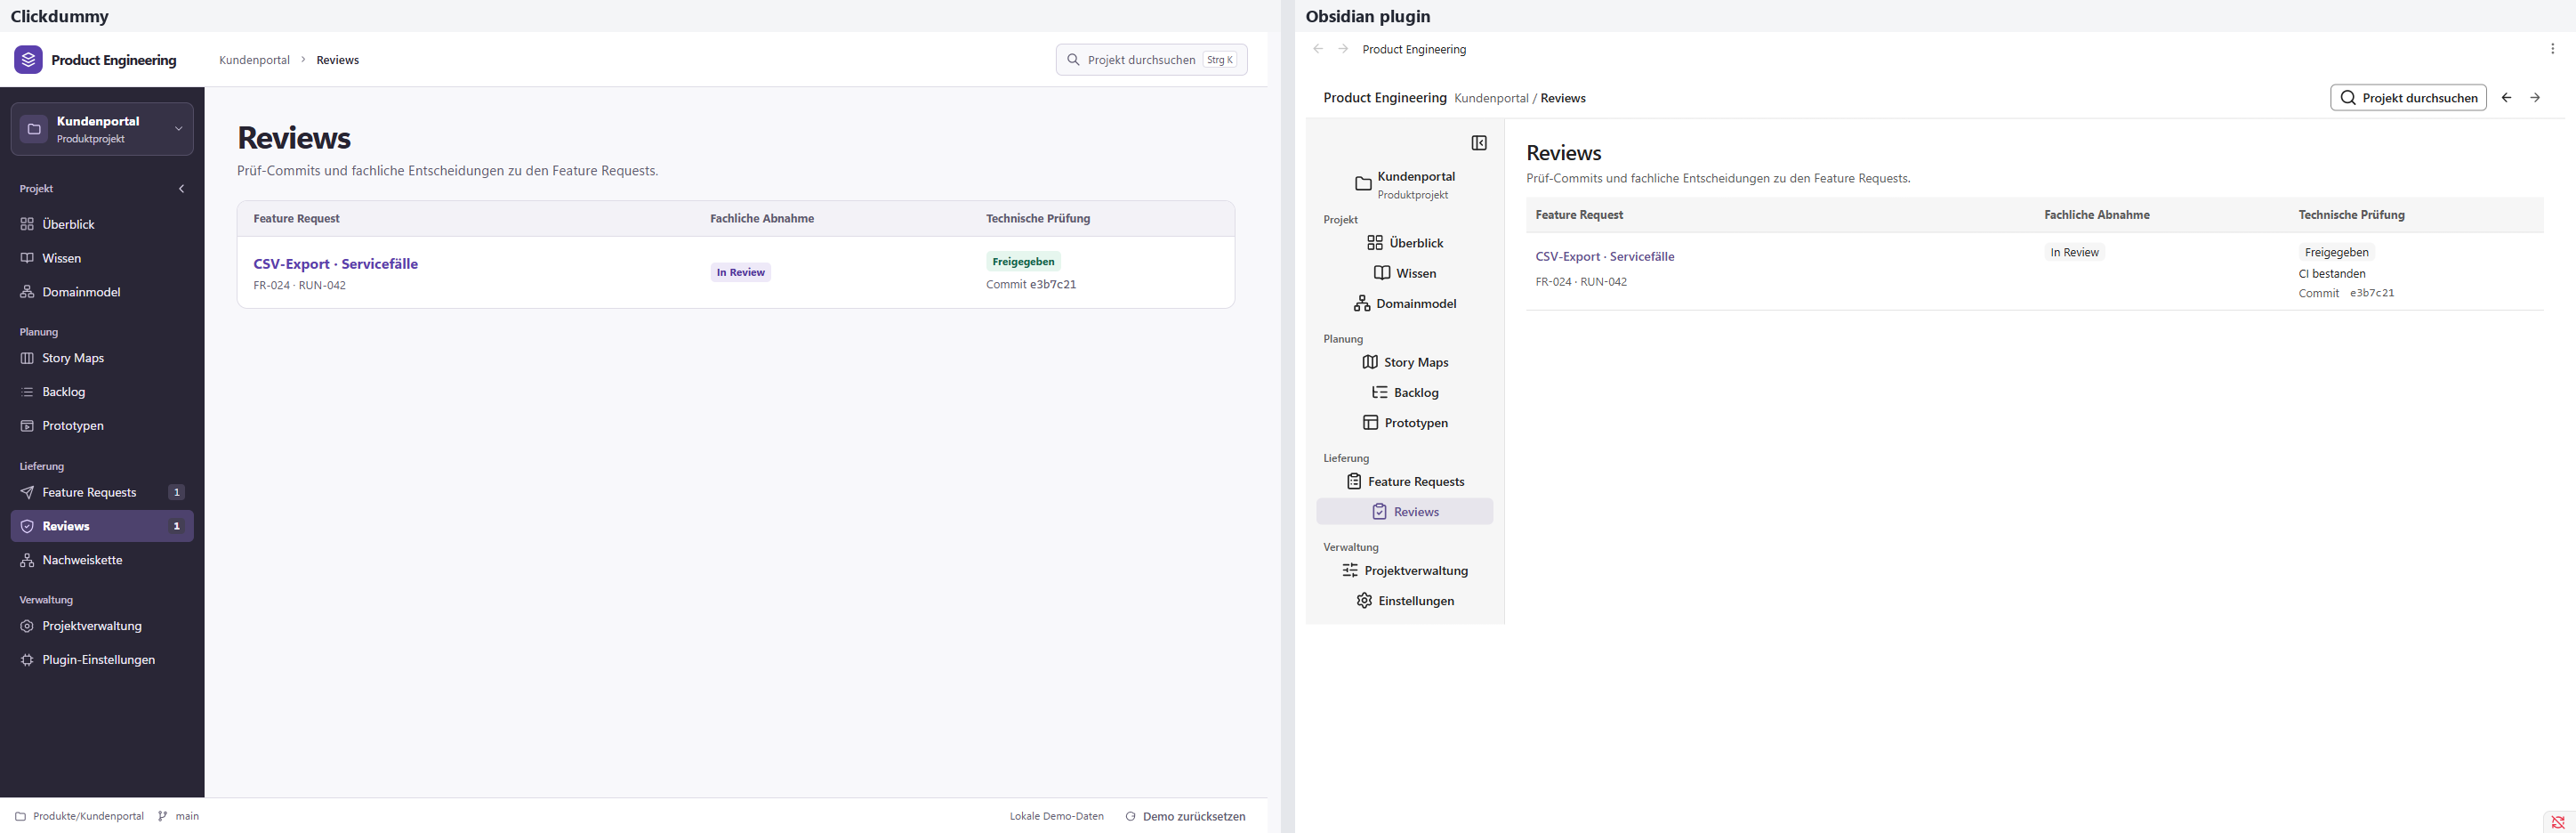 Clickdummy
Product Engineering
Kundenportal > Reviews
Projekt durchsuchen Strg K
Kundenportal
Produktprojekt
Projekt
Überblick
Wissen
Domainmodel
Planung
Story Maps
Backlog
Prototypen
Lieferung
Feature Requests 1
Reviews 1
Nachweiskette
Verwaltung
Projektverwaltung
Plugin-Einstellungen
Reviews
Prüf-Commits und fachliche Entscheidungen zu den Feature Requests.
Feature Request Fachliche Abnahme Technische Prüfung
CSV-Export · Servicefälle
FR-024 · RUN-042
In Review
Freigegeben
Commit e3b7c21
Produkte/Kundenportal main
Lokale Demo-Daten Demo zurücksetzen
Obsidian plugin
Product Engineering
Product Engineering Kundenportal / Reviews
Projekt durchsuchen
Kundenportal
Produktprojekt
Projekt
Überblick
Wissen
Domainmodel
Planung
Story Maps
Backlog
Prototypen
Lieferung
Feature Requests
Reviews
Verwaltung
Projektverwaltung
Einstellungen
Reviews
Prüf-Commits und fachliche Entscheidungen zu den Feature Requests.
Feature Request Fachliche Abnahme Technische Prüfung
CSV-Export · Servicefälle
FR-024 · RUN-042
In Review
Freigegeben
CI bestanden
Commit e3b7c21